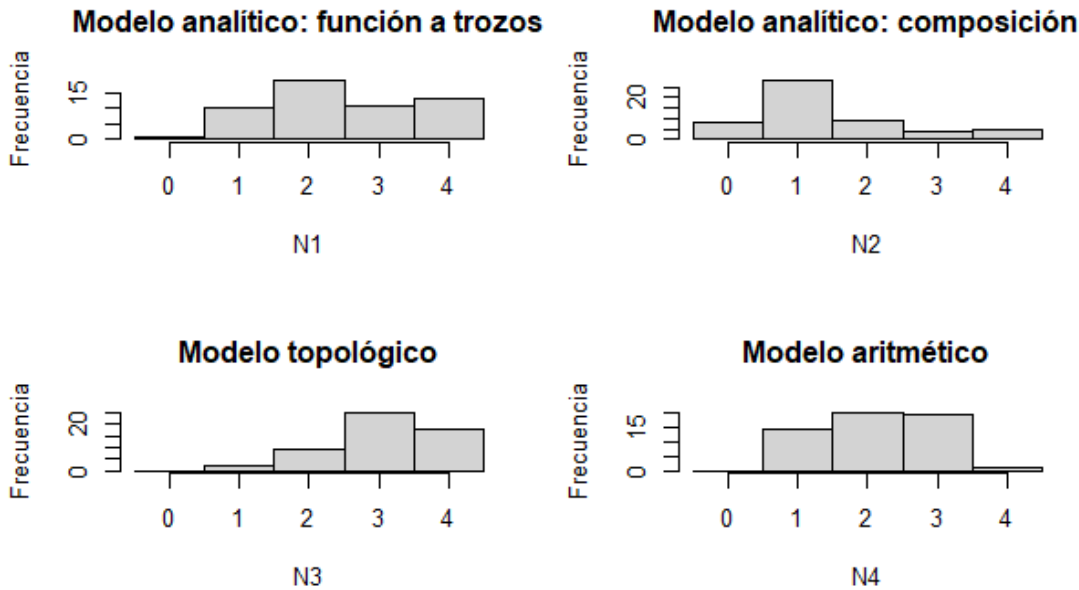 Modelo analítico: función a trozos
Frecuencia
15
0
0 1 2 3 4
N1
Modelo analítico: composición
Frecuencia
20
0
0 1 2 3 4
N2
Modelo topológico
Frecuencia
20
0
0 1 2 3 4
N3
Modelo aritmético
Frecuencia
15
0
0 1 2 3 4
N4